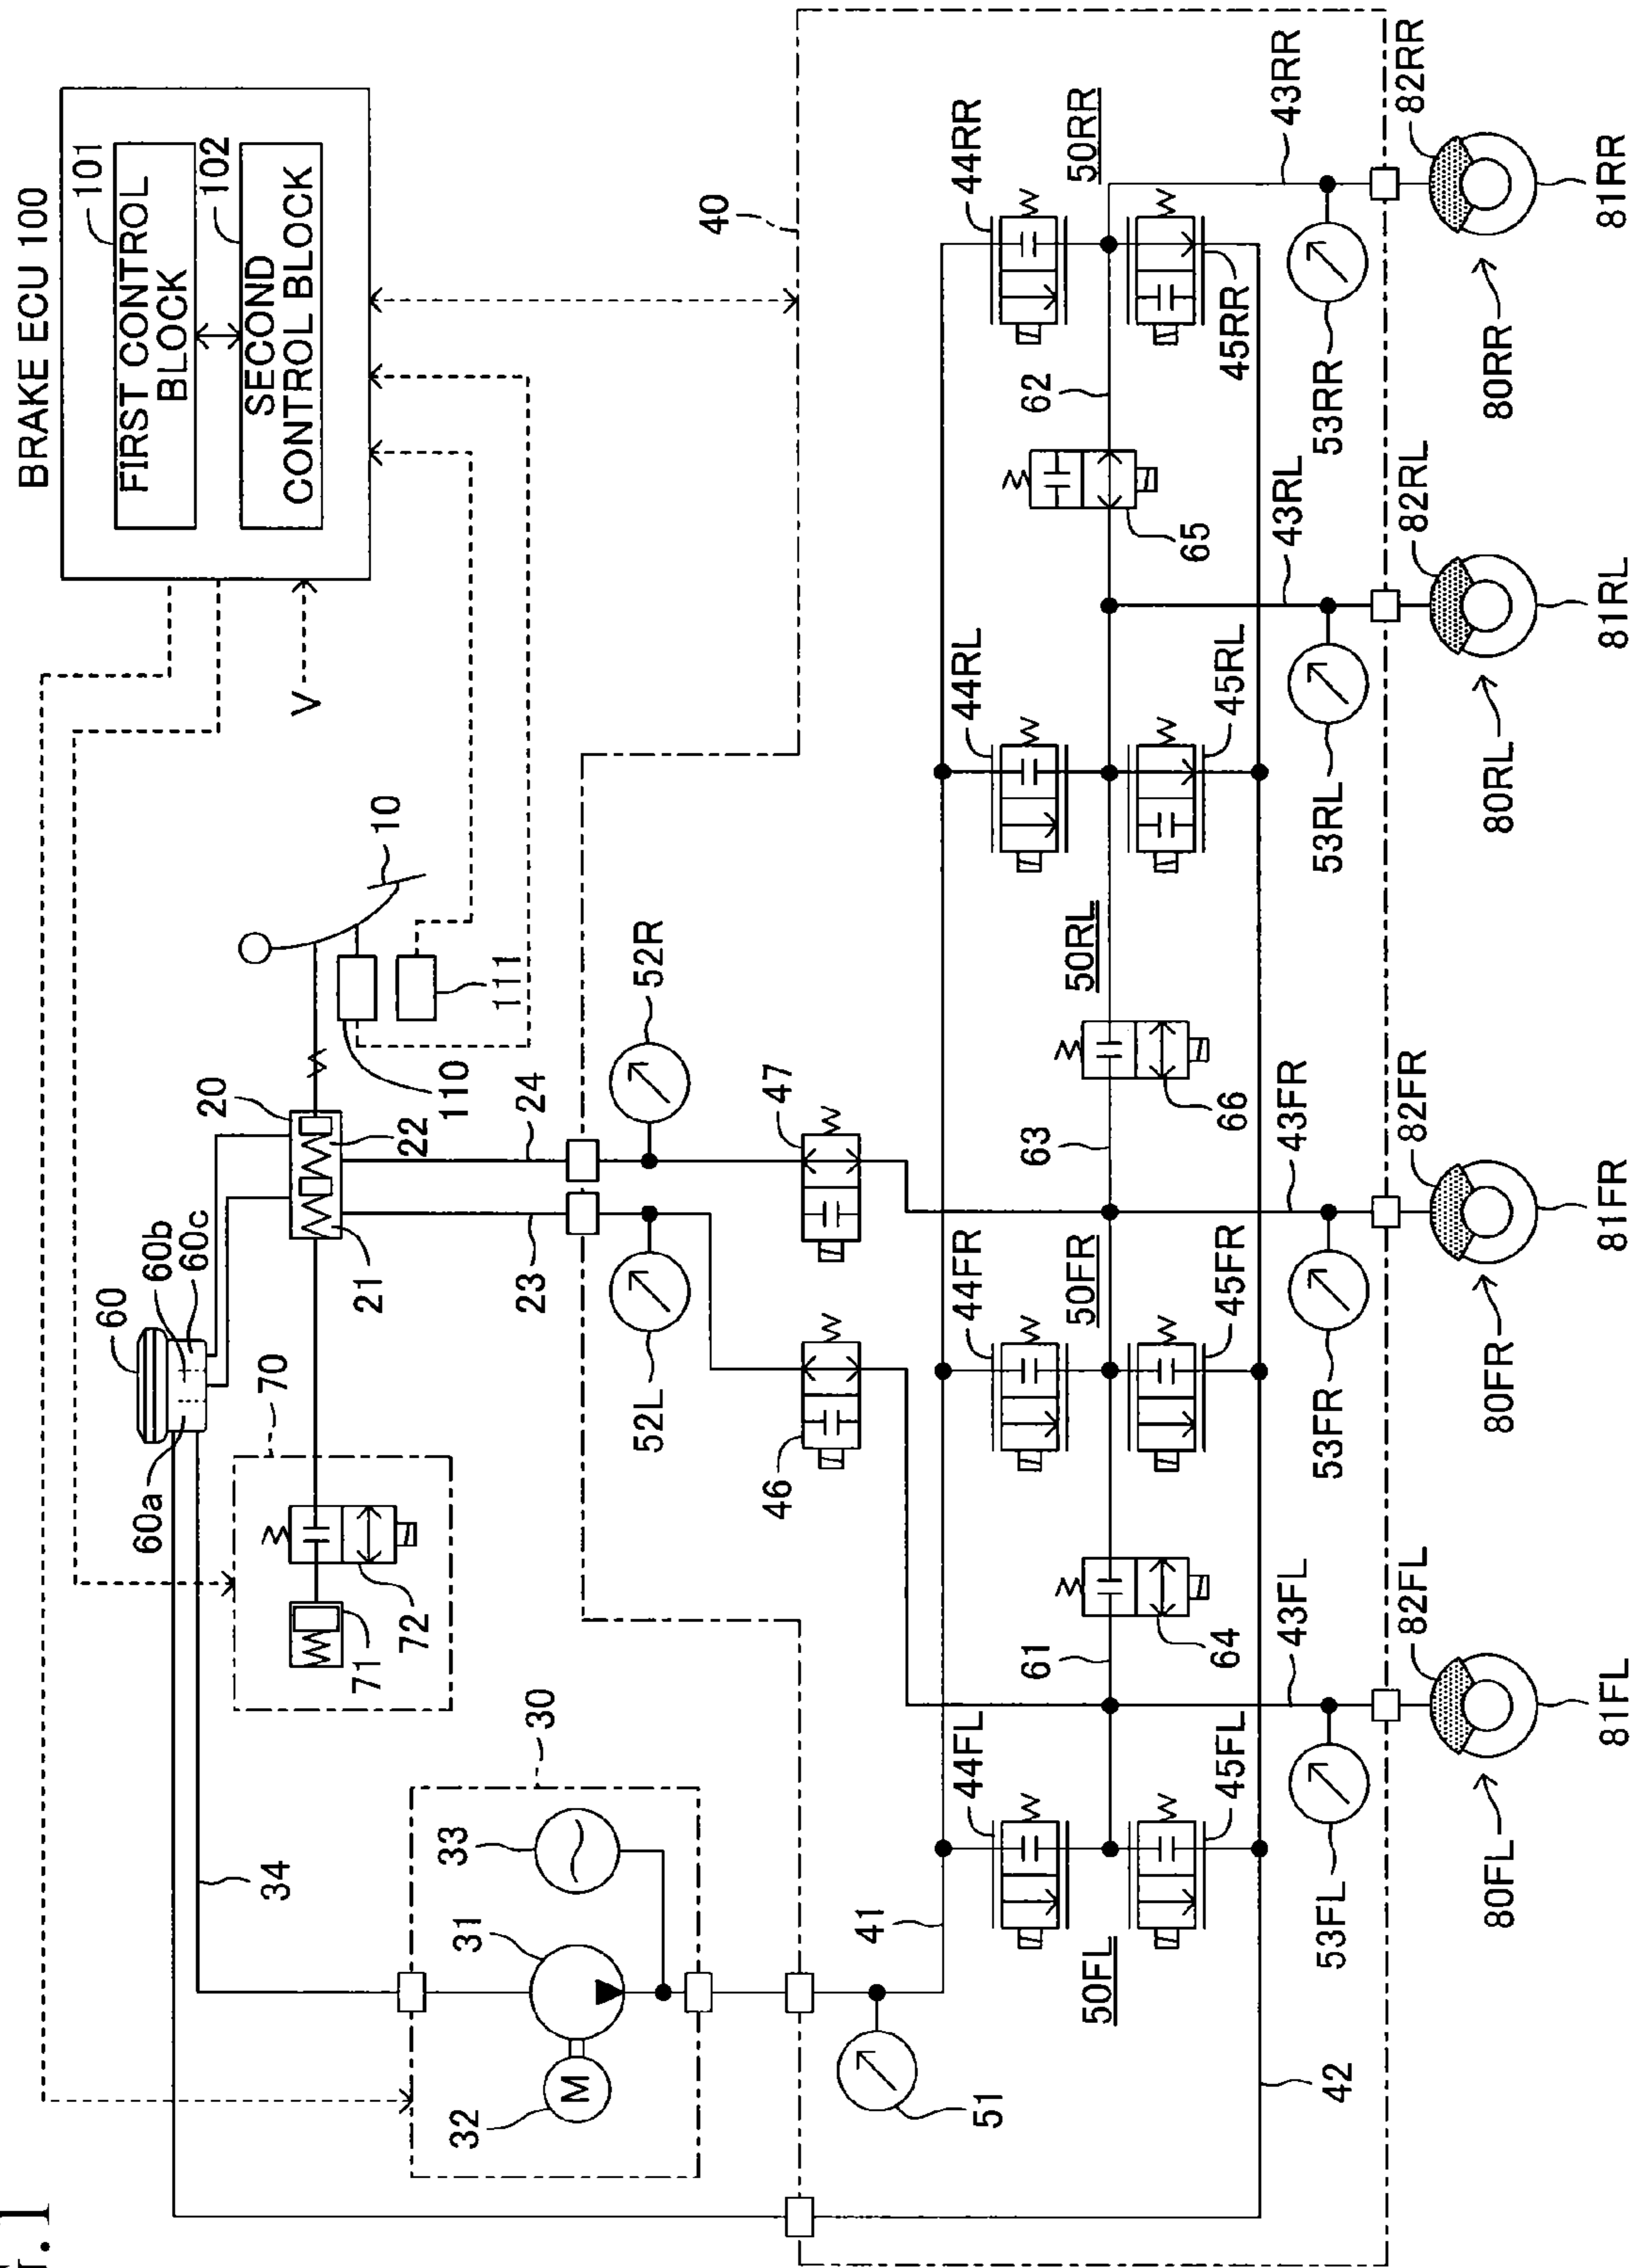 BRAKE ECU 100
FIRST CONTROL
BLOCK
101
SECOND
CONTROL BLOCK
102
V
10
110
111
20
21
22
23
24
60
60a
60b
60c
70
71
72
34
30
31
32
M
33
40
52L
52R
46
47
51
41
42
50FL
44FL
45FL
61
64
43FL
53FL
50FR
44FR
45FR
63
66
43FR
53FR
50RL
44RL
45RL
43RL
53RL
62
65
50RR
44RR
45RR
43RR
53RR
80FL
82FL
81FL
80FR
82FR
81FR
80RL
82RL
81RL
80RR
82RR
81RR